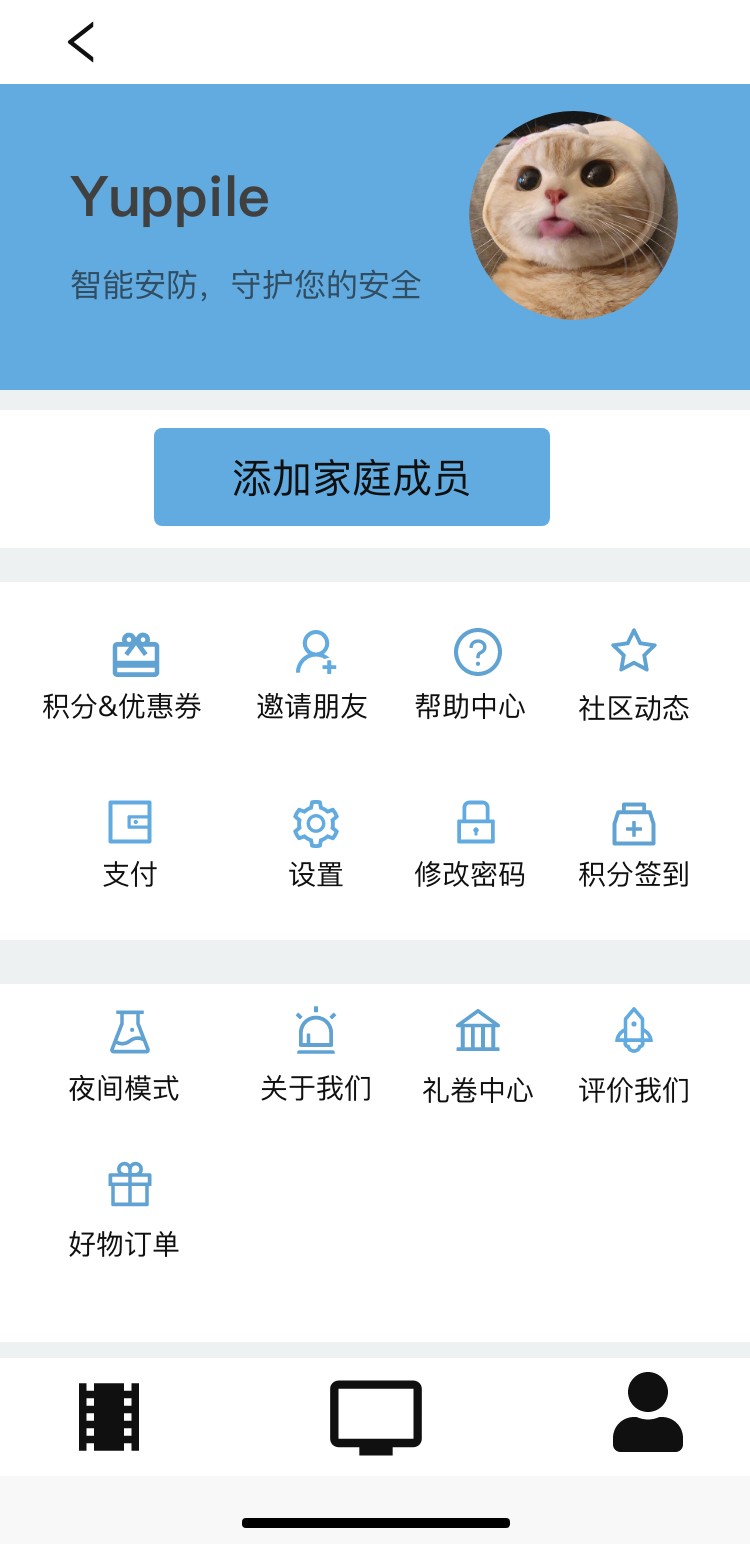 Yuppile
智能安防，守护您的安全
添加家庭成员
积分&优惠券 邀请朋友 帮助中心 社区动态
支付 设置 修改密码 积分签到
夜间模式 关于我们 礼卷中心 评价我们
好物订单